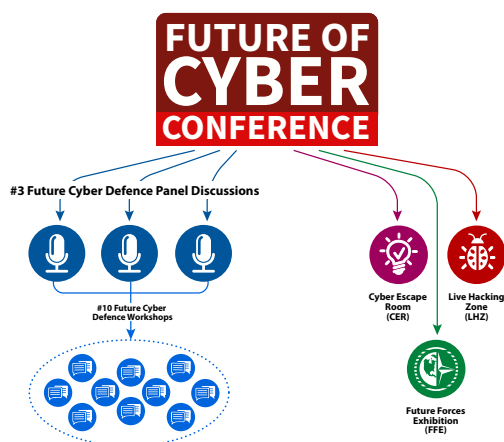 FUTURE OF
CYBER
CONFERENCE
#3 Future Cyber Defence Panel Discussions
#10 Future Cyber
Defence Workshops
Cyber Escape
Room
(CER)
Live Hacking
Zone
(LHZ)
Future Forces
Exhibition
(FFE)